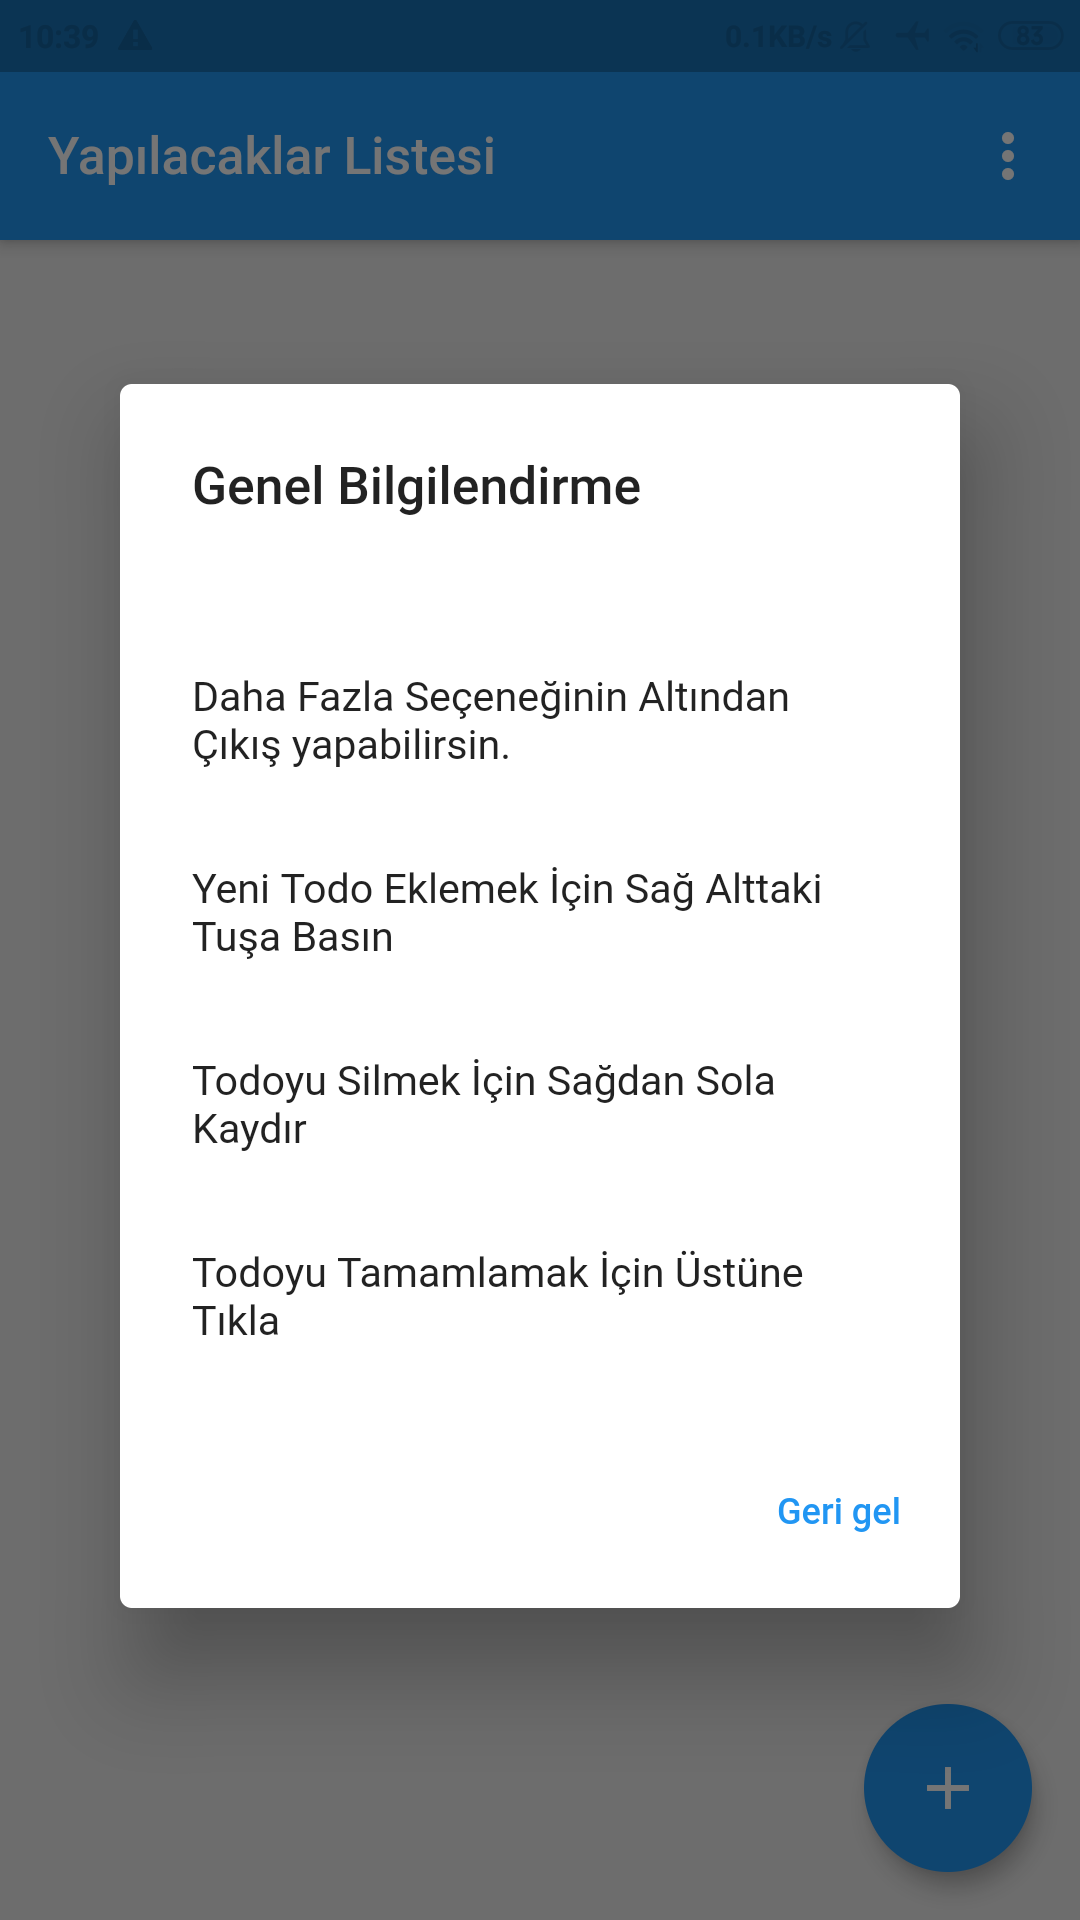 10:39
0.1KB/s
83
Yapılacaklar Listesi
Genel Bilgilendirme
Daha Fazla Seçeneğinin Altından
Çıkış yapabilirsin.
Yeni Todo Eklemek İçin Sağ Alttaki
Tuşa Basın
Todoyu Silmek İçin Sağdan Sola
Kaydır
Todoyu Tamamlamak İçin Üstüne
Tıkla
Geri gel